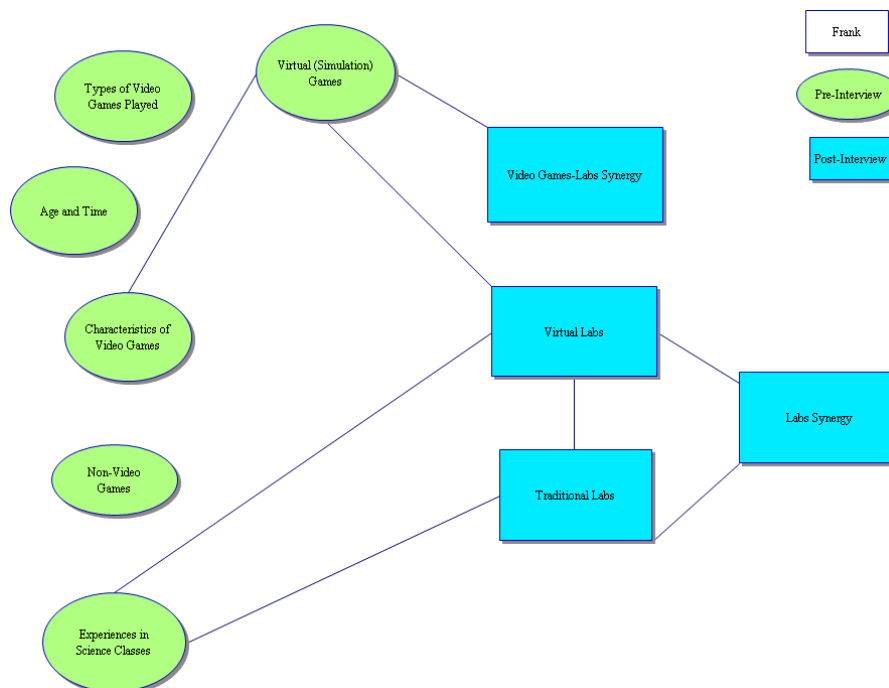 Frank
Virtual (Simulation)
Games
Types of Video
Games Played
Pre-Interview
Post-Interview
Video Games-Labs Synergy
Age and Time
Characteristics of
Video Games
Virtual Labs
Labs Synergy
Non-Video
Games
Traditional Labs
Experiences in
Science Classes